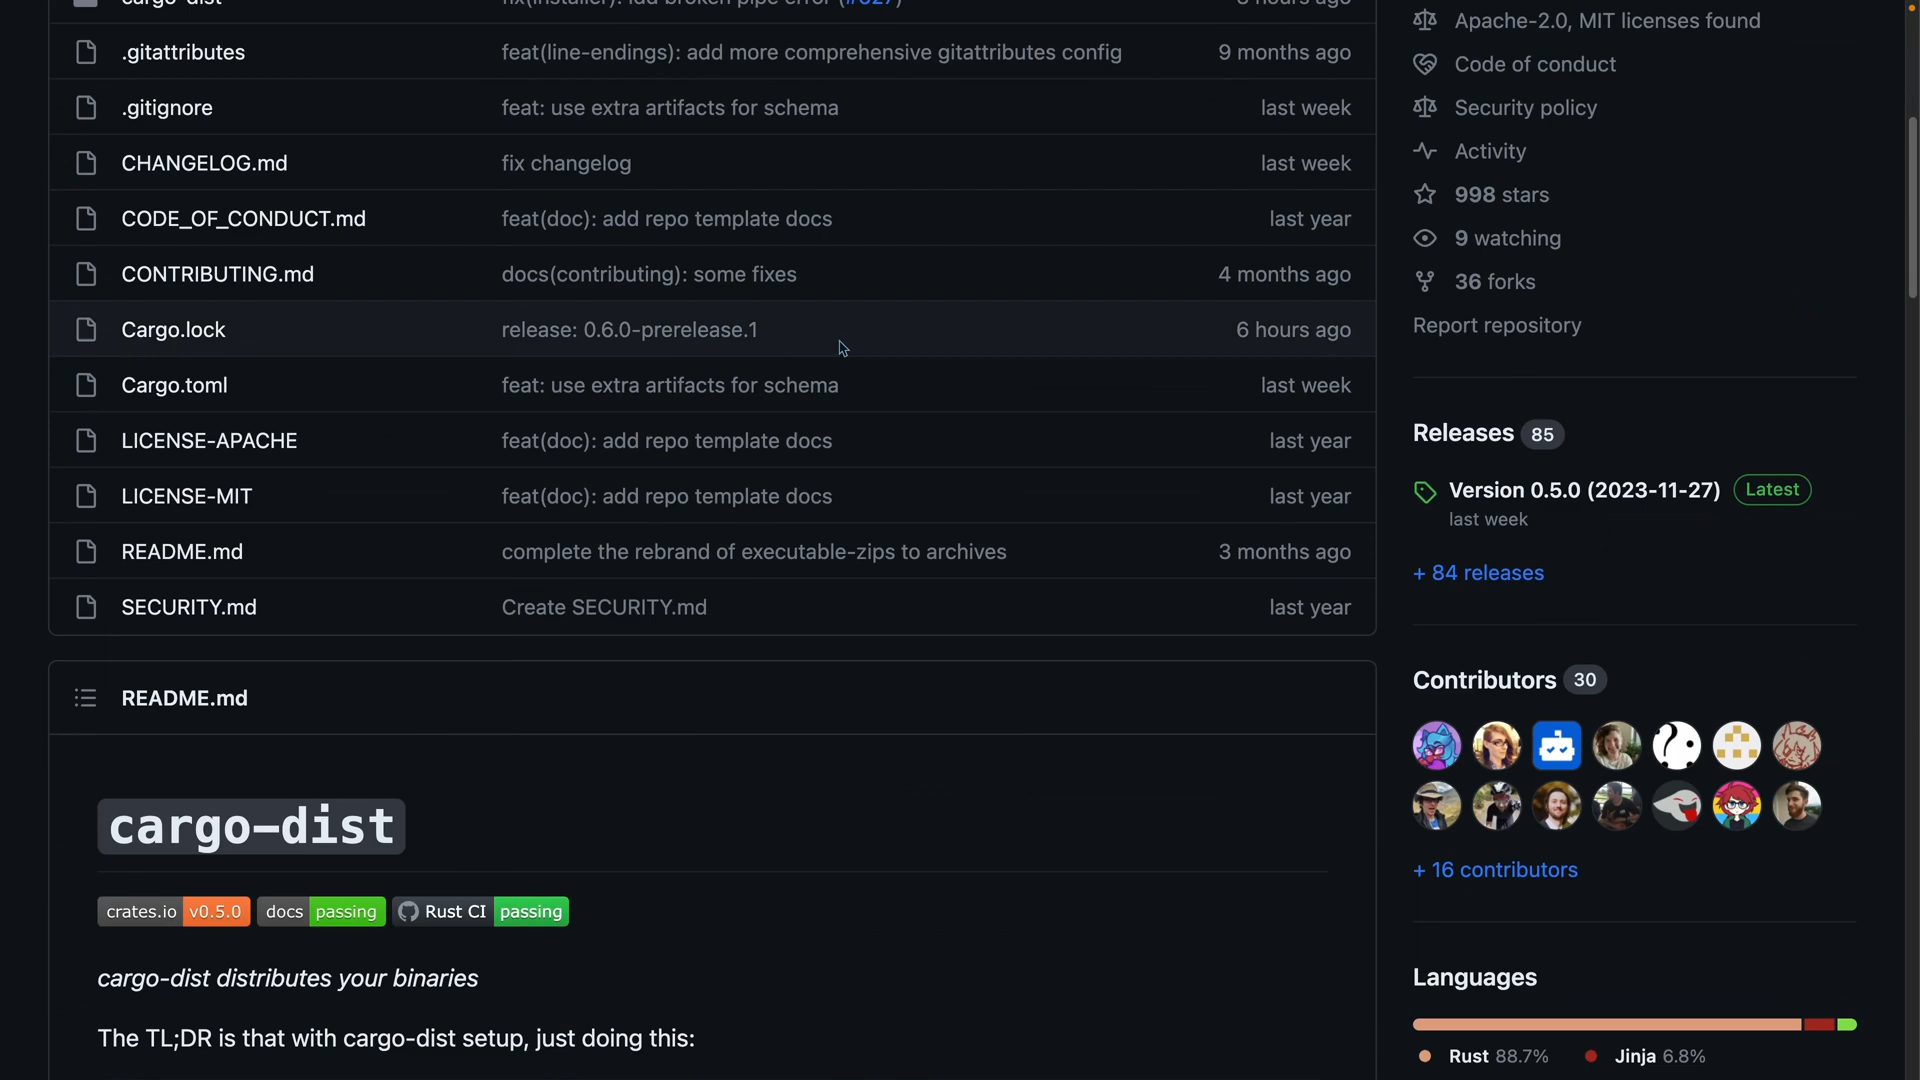 cargo-dist
8 hours ago
.gitattributes feat(line-endings): add more comprehensive gitattributes config 9 months ago
.gitignore feat: use extra artifacts for schema last week
CHANGELOG.md fix changelog last week
CODE_OF_CONDUCT.md feat(doc): add repo template docs last year
CONTRIBUTING.md docs(contributing): some fixes 4 months ago
Cargo.lock release: 0.6.0-prerelease.1 6 hours ago
Cargo.toml feat: use extra artifacts for schema last week
LICENSE-APACHE feat(doc): add repo template docs last year
LICENSE-MIT feat(doc): add repo template docs last year
README.md complete the rebrand of executable-zips to archives 3 months ago
SECURITY.md Create SECURITY.md last year
README.md
cargo-dist
crates.io v0.5.0 docs passing Rust CI passing
cargo-dist distributes your binaries
The TL;DR is that with cargo-dist setup, just doing this:
Apache-2.0, MIT licenses found
Code of conduct
Security policy
Activity
998 stars
9 watching
36 forks
Report repository
Releases 85
Version 0.5.0 (2023-11-27) Latest
last week
+ 84 releases
Contributors 30
+ 16 contributors
Languages
Rust 88.7% Jinja 6.8%